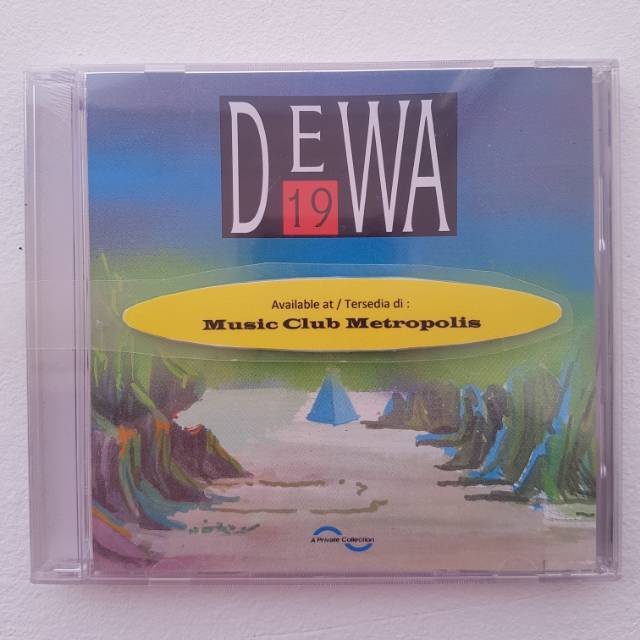 DEWA
19
Available at / Tersedia di :
Music Club Metropolis
A Private Collection